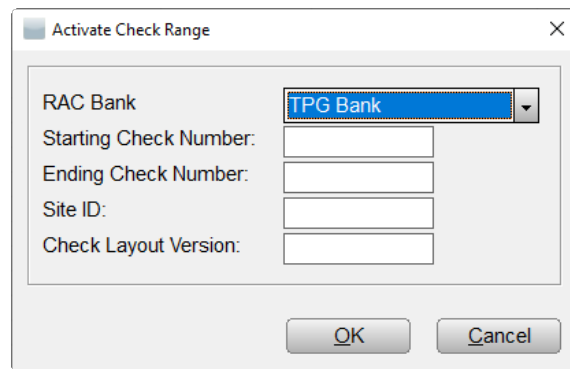 Activate Check Range
RAC Bank TPG Bank
Starting Check Number:
Ending Check Number:
Site ID:
Check Layout Version:
OK Cancel